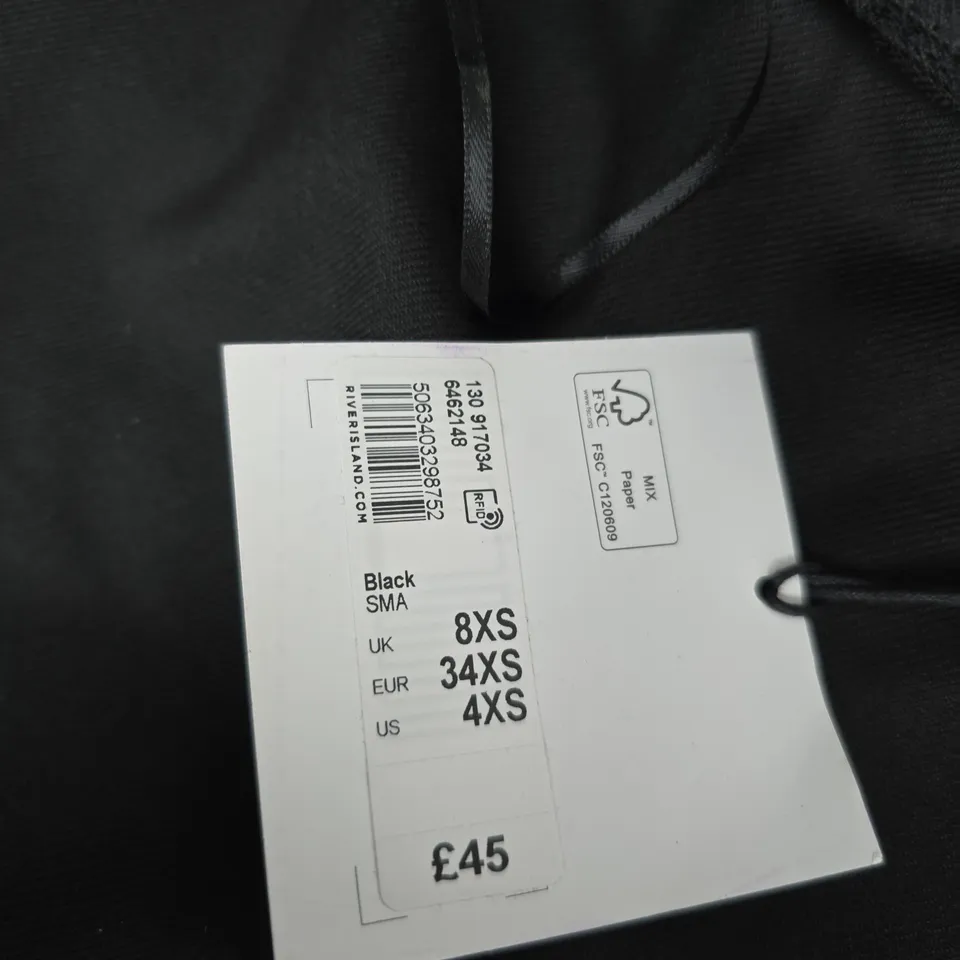 130 917034
6462148
RFID
5063403298752
RIVERISLAND.COM
Black
SMA
UK 8XS
EUR 34XS
US 4XS
£45
FSC
www.fsc.org
MIX
Paper
FSC™ C120609